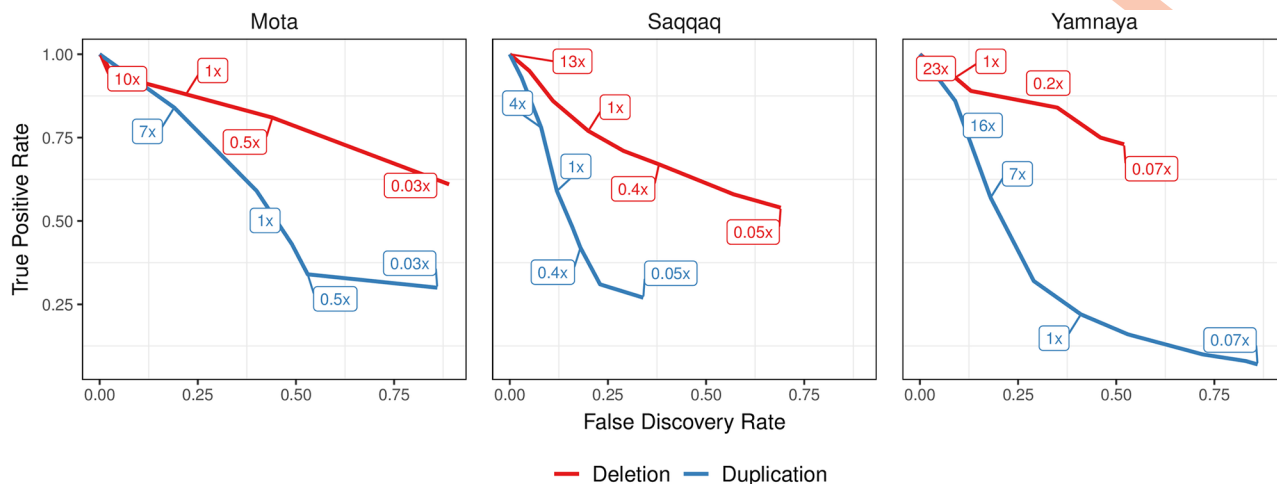 Mota
Saqqaq
Yamnaya
True Positive Rate
1.00
0.75
0.50
0.25
10x
1x
7x
0.5x
0.03x
1x
0.03x
0.5x
13x
4x
1x
1x
0.4x
0.05x
0.4x
0.05x
23x
1x
0.2x
16x
0.07x
7x
1x
0.07x
0.00 0.25 0.50 0.75
0.00 0.25 0.50 0.75
0.00 0.25 0.50 0.75
False Discovery Rate
Deletion Duplication